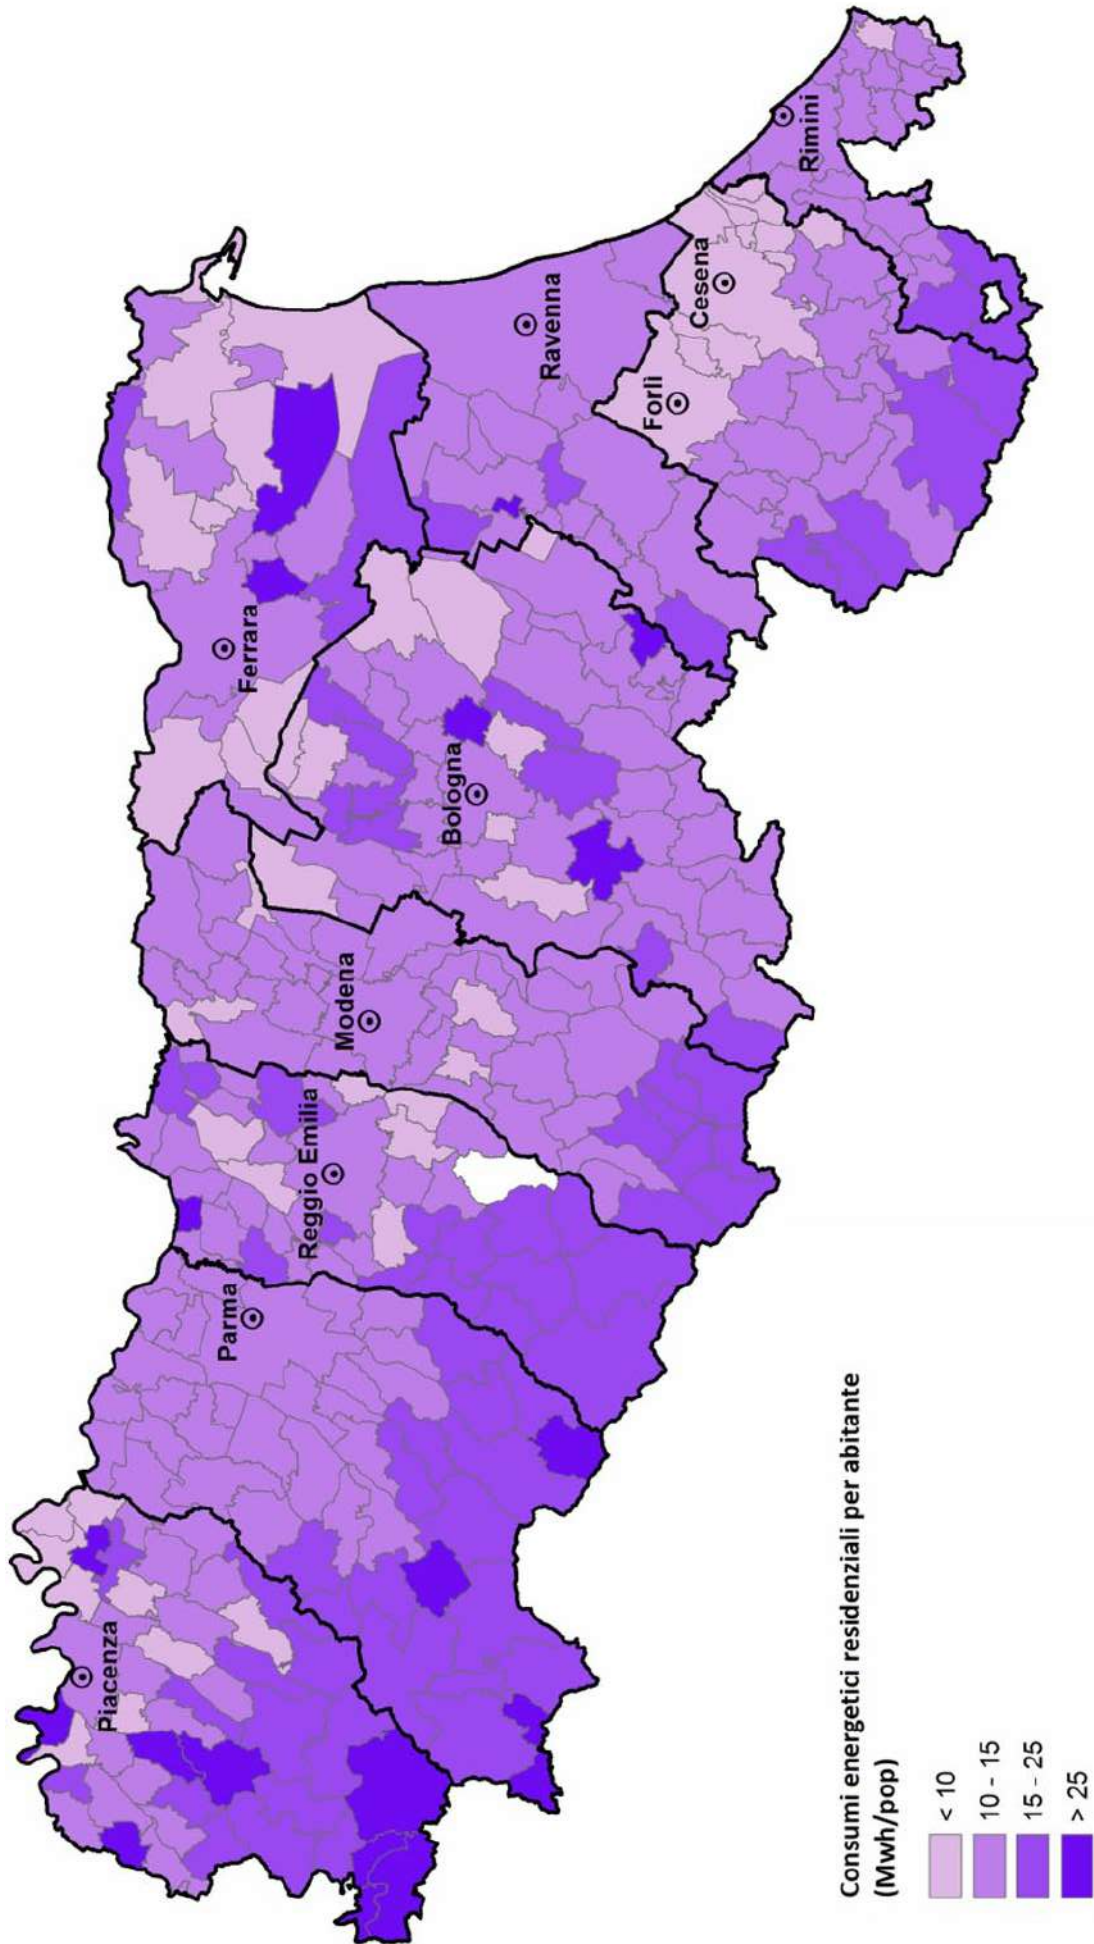 Piacenza
Parma
Reggio Emilia
Modena
Bologna
Ferrara
Ravenna
Forlì
Cesena
Rimini
Consumi energetici residenziali per abitante
(Mwh/pop)
< 10
10 - 15
15 - 25
> 25